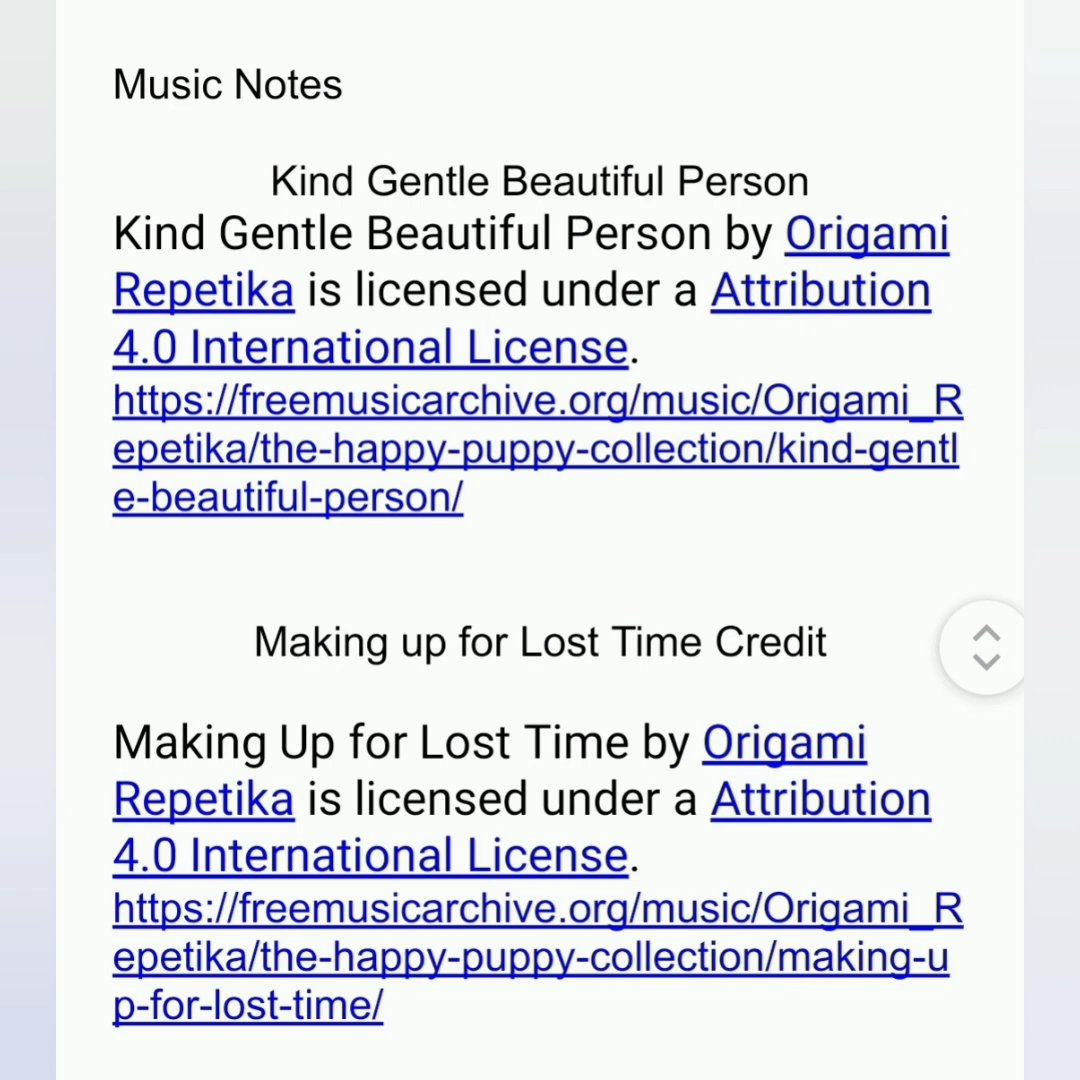 Music Notes
Kind Gentle Beautiful Person
Kind Gentle Beautiful Person by Origami
Repetika is licensed under a Attribution
4.0 International License.
https://freemusicarchive.org/music/Origami_R
epetika/the-happy-puppy-collection/kind-gentl
e-beautiful-person/
Making up for Lost Time Credit
Making Up for Lost Time by Origami
Repetika is licensed under a Attribution
4.0 International License.
https://freemusicarchive.org/music/Origami_R
epetika/the-happy-puppy-collection/making-u
p-for-lost-time/